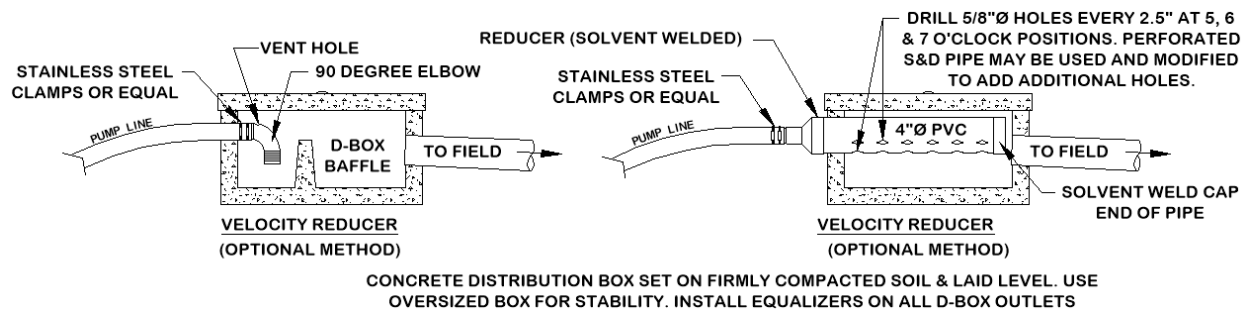 VENT HOLE
90 DEGREE ELBOW
STAINLESS STEEL
CLAMPS OR EQUAL
PUMP LINE
D-BOX
BAFFLE
TO FIELD
VELOCITY REDUCER
(OPTIONAL METHOD)
DRILL 5/8"Ø HOLES EVERY 2.5" AT 5, 6
& 7 O'CLOCK POSITIONS. PERFORATED
S&D PIPE MAY BE USED AND MODIFIED
TO ADD ADDITIONAL HOLES.
REDUCER (SOLVENT WELDED)
STAINLESS STEEL
CLAMPS OR EQUAL
PUMP LINE
4"Ø PVC
TO FIELD
SOLVENT WELD CAP
END OF PIPE
VELOCITY REDUCER
(OPTIONAL METHOD)
CONCRETE DISTRIBUTION BOX SET ON FIRMLY COMPACTED SOIL & LAID LEVEL. USE
OVERSIZED BOX FOR STABILITY. INSTALL EQUALIZERS ON ALL D-BOX OUTLETS